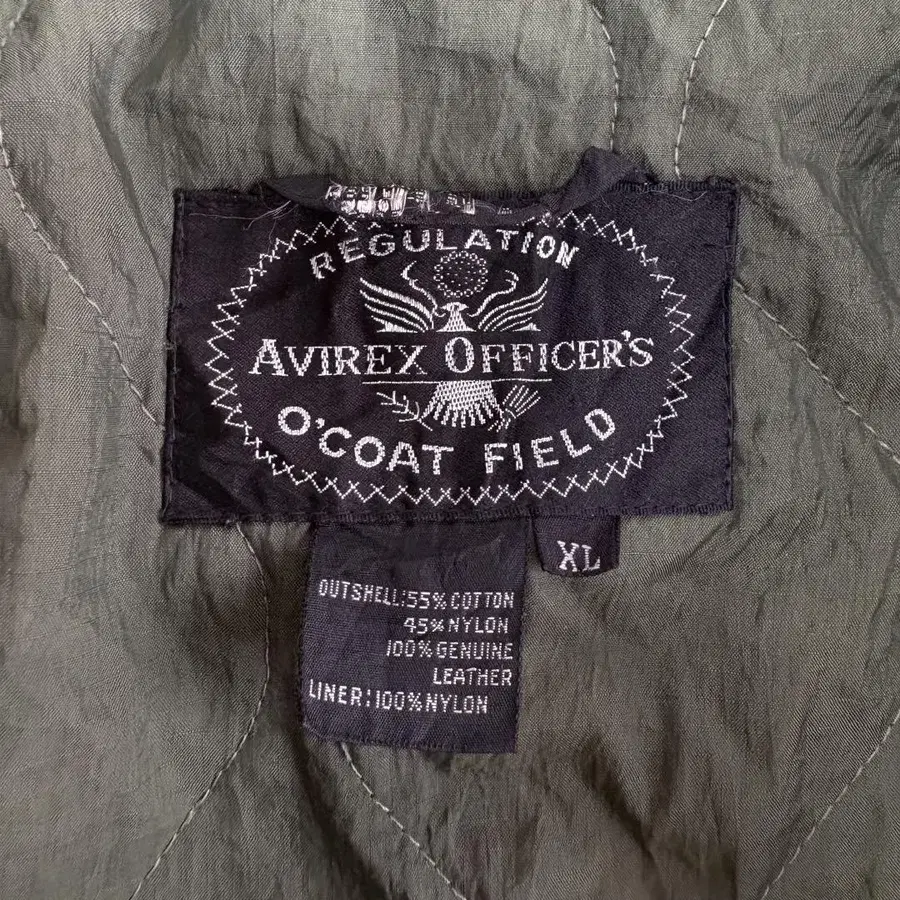 REGULATION
AVIREX OFFICER'S
O'COAT FIELD
XL
OUTSHELL:55%COTTON
45%NYLON
100%GENUINE
LEATHER
LINER:100%NYLON